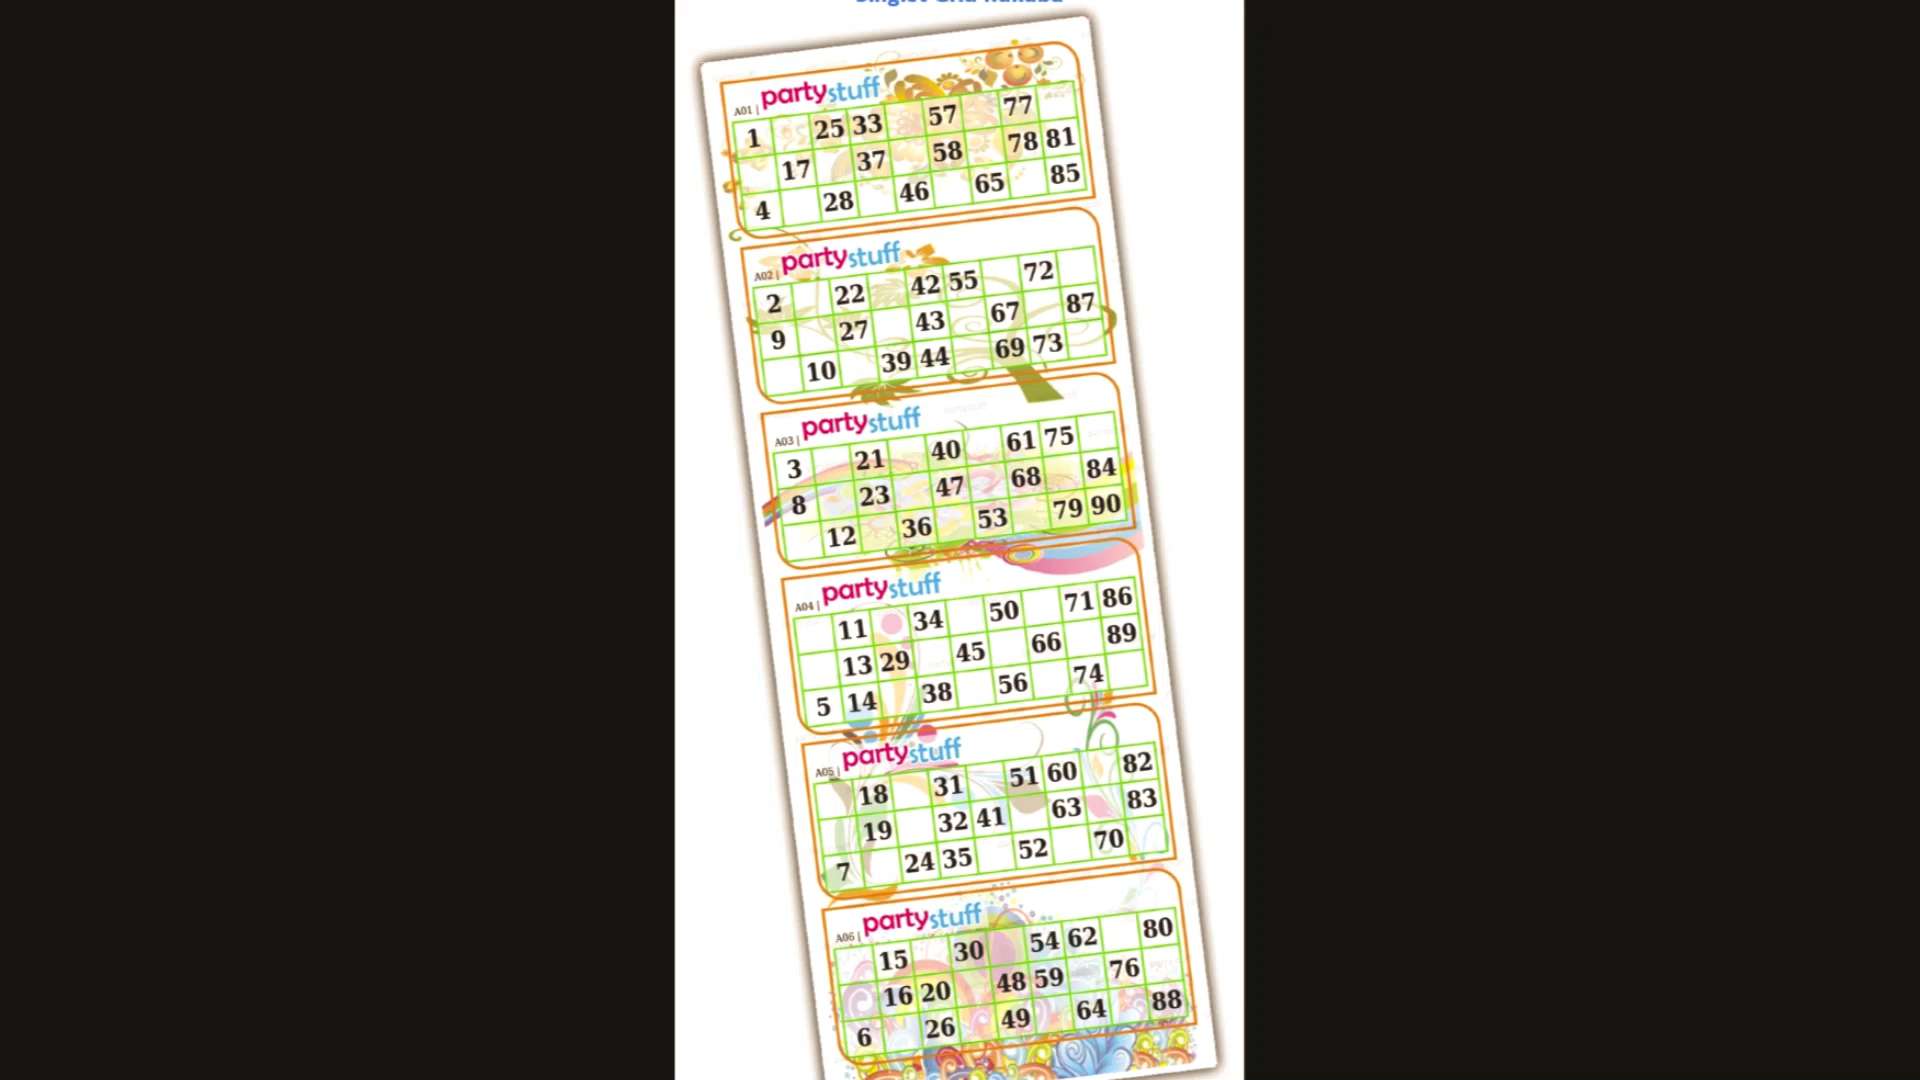 partystuff
A01 |
1 25 33 57 77
17 37 58 78 81
4 28 46 65 85
partystuff
A02 |
2 22 42 55 72
9 27 43 67 87
10 39 44 69 73
partystuff
A03 |
3 21 40 61 75
8 23 47 68 84
12 36 53 79 90
partystuff
A04 |
11 34 50 71 86
13 29 45 66 89
5 14 38 56 74
partystuff
A05 |
18 31 51 60 82
19 32 41 63 83
7 24 35 52 70
partystuff
A06 |
15 30 54 62 80
16 20 48 59 76
6 26 49 64 88